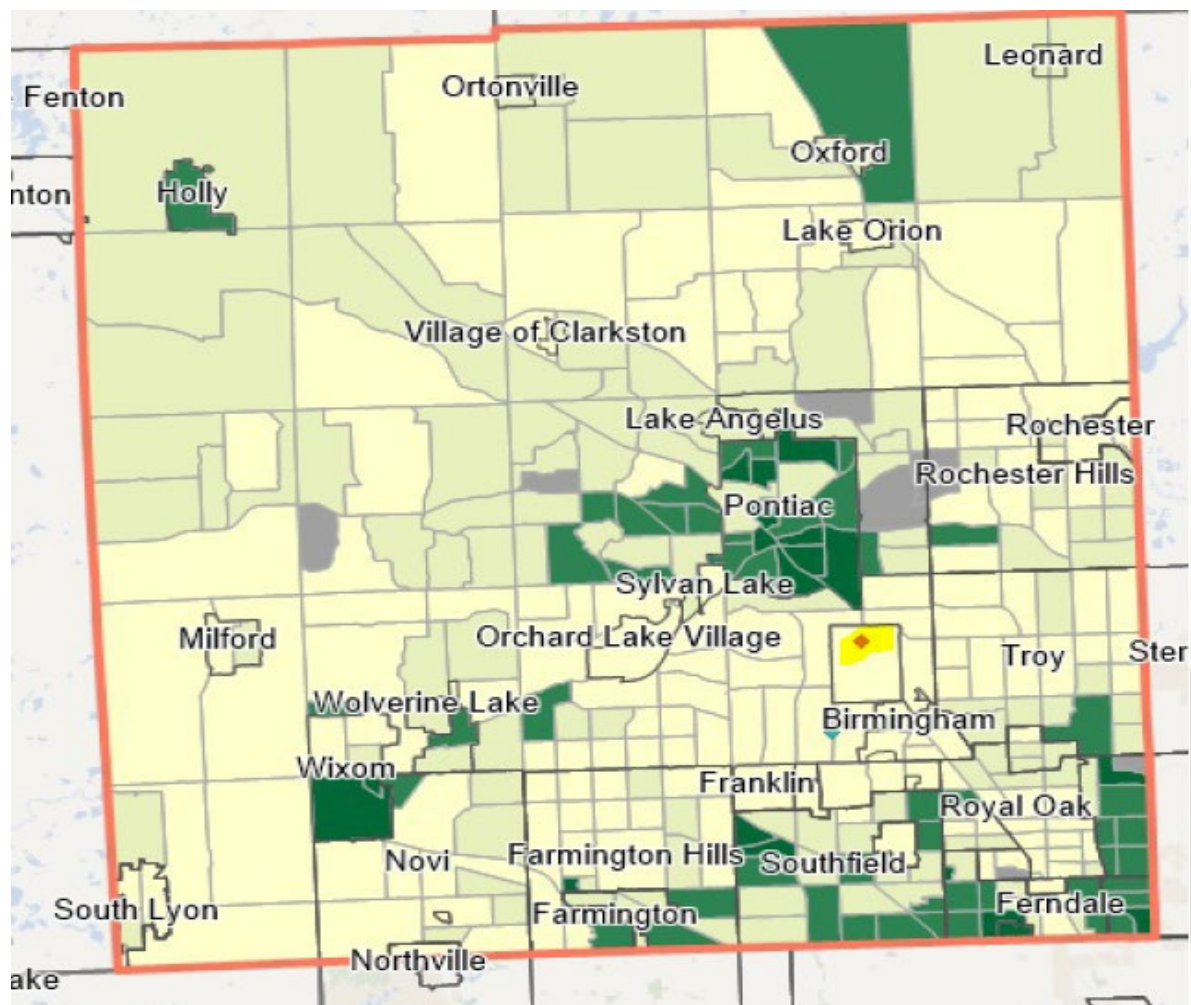 Leonard
Ortonville
Fenton
Oxford
Holly
nton
Lake Orion
Village of Clarkston
Lake Angelus
Rochester
Rochester Hills
Pontiac
Sylvan Lake
Milford
Orchard Lake Village
Troy
Ster
Wolverine Lake
Birmingham
Wixom
Franklin
Royal Oak
Novi
Farmington Hills
Southfield
South Lyon
Farmington
Ferndale
Northville
ake